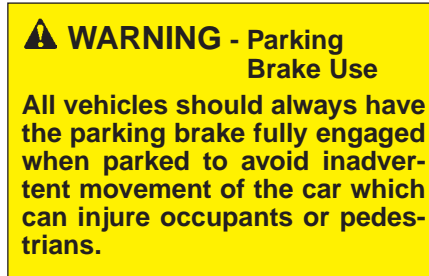 WARNING - Parking
Brake Use
All vehicles should always have
the parking brake fully engaged
when parked to avoid inadver-
tent movement of the car which
can injure occupants or pedes-
trians.